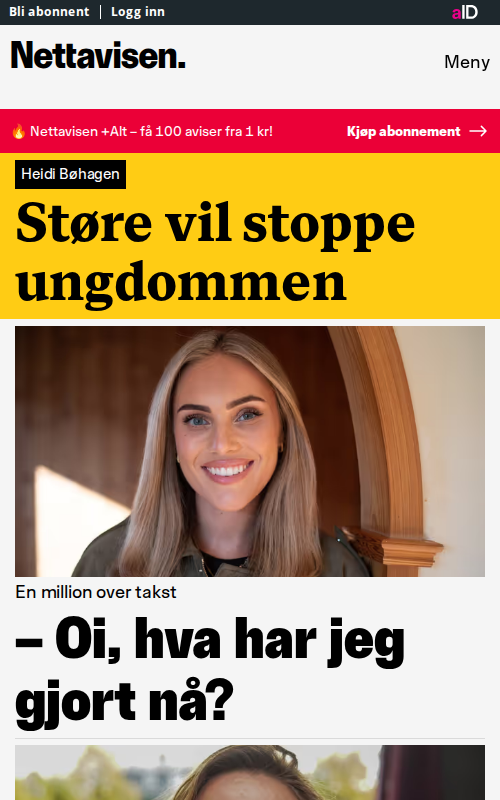 Bli abonnent | Logg inn
aID
Nettavisen.
Meny
🔥 Nettavisen +Alt – få 100 aviser fra 1 kr!
Kjøp abonnement →
Heidi Bøhagen
Støre vil stoppe
ungdommen
En million over takst
– Oi, hva har jeg
gjort nå?